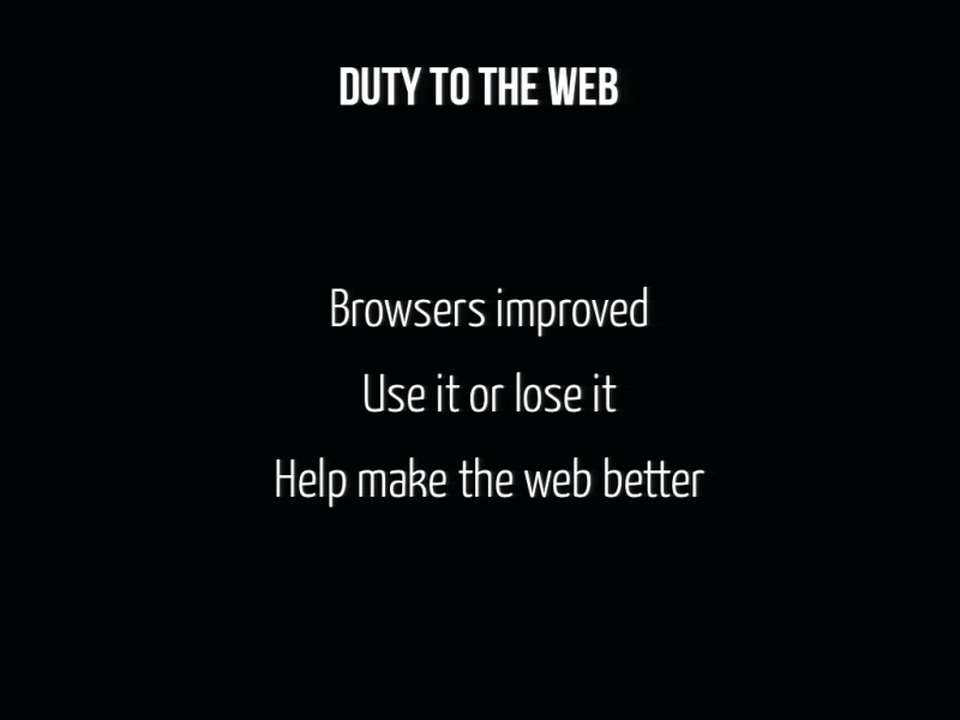 DUTY TO THE WEB
Browsers improved
Use it or lose it
Help make the web better